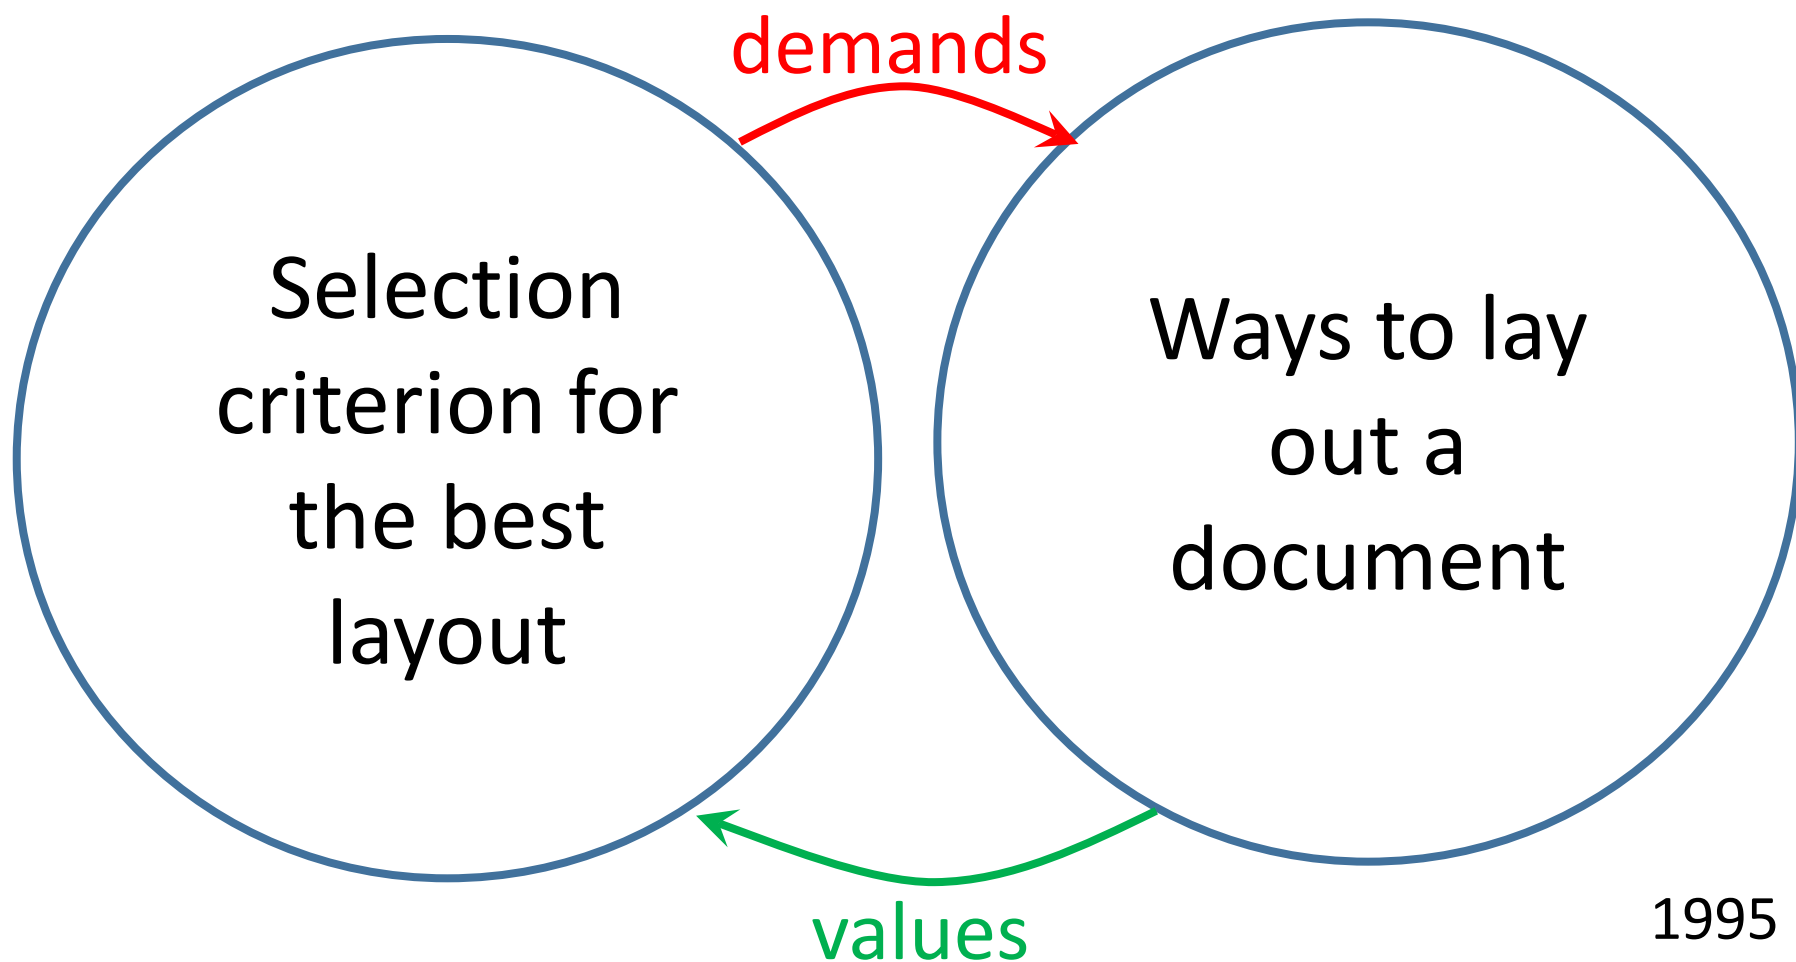 demands
Selection
criterion for
the best
layout
Ways to lay
out a
document
values
1995